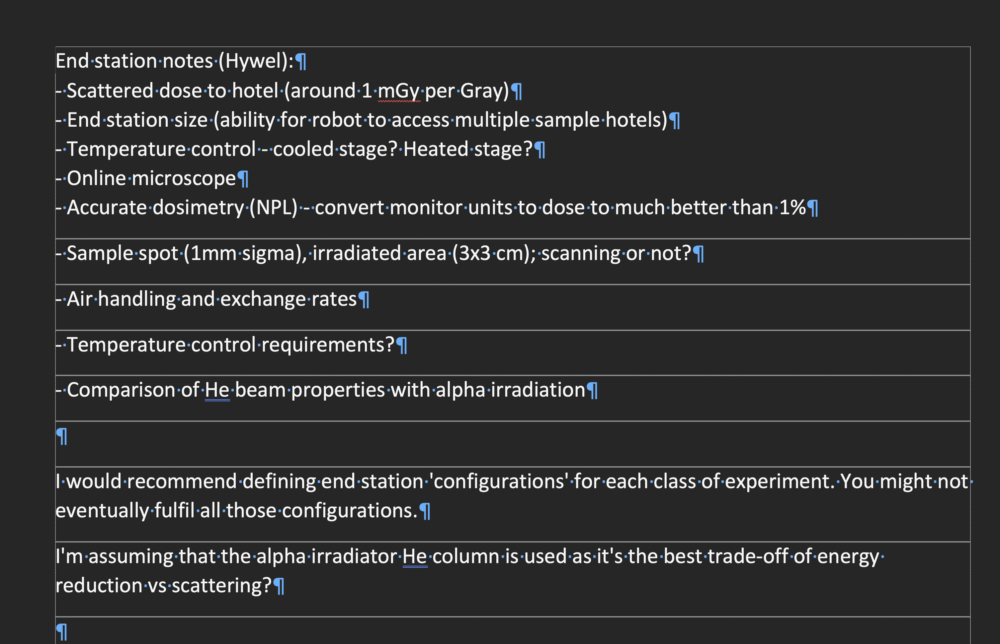 End station notes (Hywel):
- Scattered dose to hotel (around 1 mGy per Gray)
- End station size (ability for robot to access multiple sample hotels)
- Temperature control - cooled stage? Heated stage?
- Online microscope
- Accurate dosimetry (NPL) - convert monitor units to dose to much better than 1%
- Sample spot (1mm sigma), irradiated area (3x3 cm); scanning or not?
- Air handling and exchange rates
- Temperature control requirements?
- Comparison of He beam properties with alpha irradiation
I would recommend defining end station 'configurations' for each class of experiment. You might not
eventually fulfil all those configurations.
I'm assuming that the alpha irradiator He column is used as it's the best trade-off of energy
reduction vs scattering?